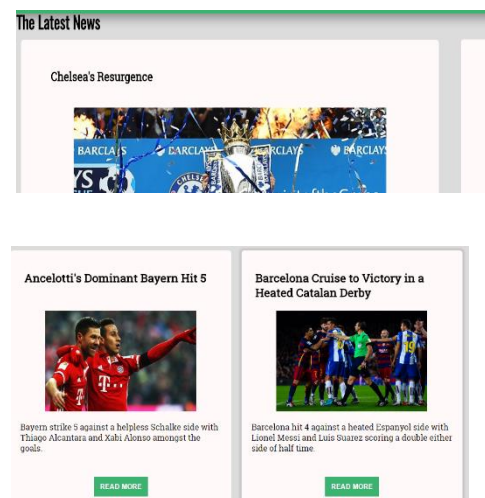 The Latest News
Chelsea's Resurgence
BARCLAYS BARCLAYS BARCLAYS
CHELSEA
Ancelotti's Dominant Bayern Hit 5
Barcelona Cruise to Victory in a
Heated Catalan Derby
Bayern strike 5 against a helpless Schalke side with
Thiago Alcantara and Xabi Alonso amongst the
goals.
Barcelona hit 4 against a heated Espanyol side with
Lionel Messi and Luis Suarez scoring a double either
side of half time.
READ MORE
READ MORE